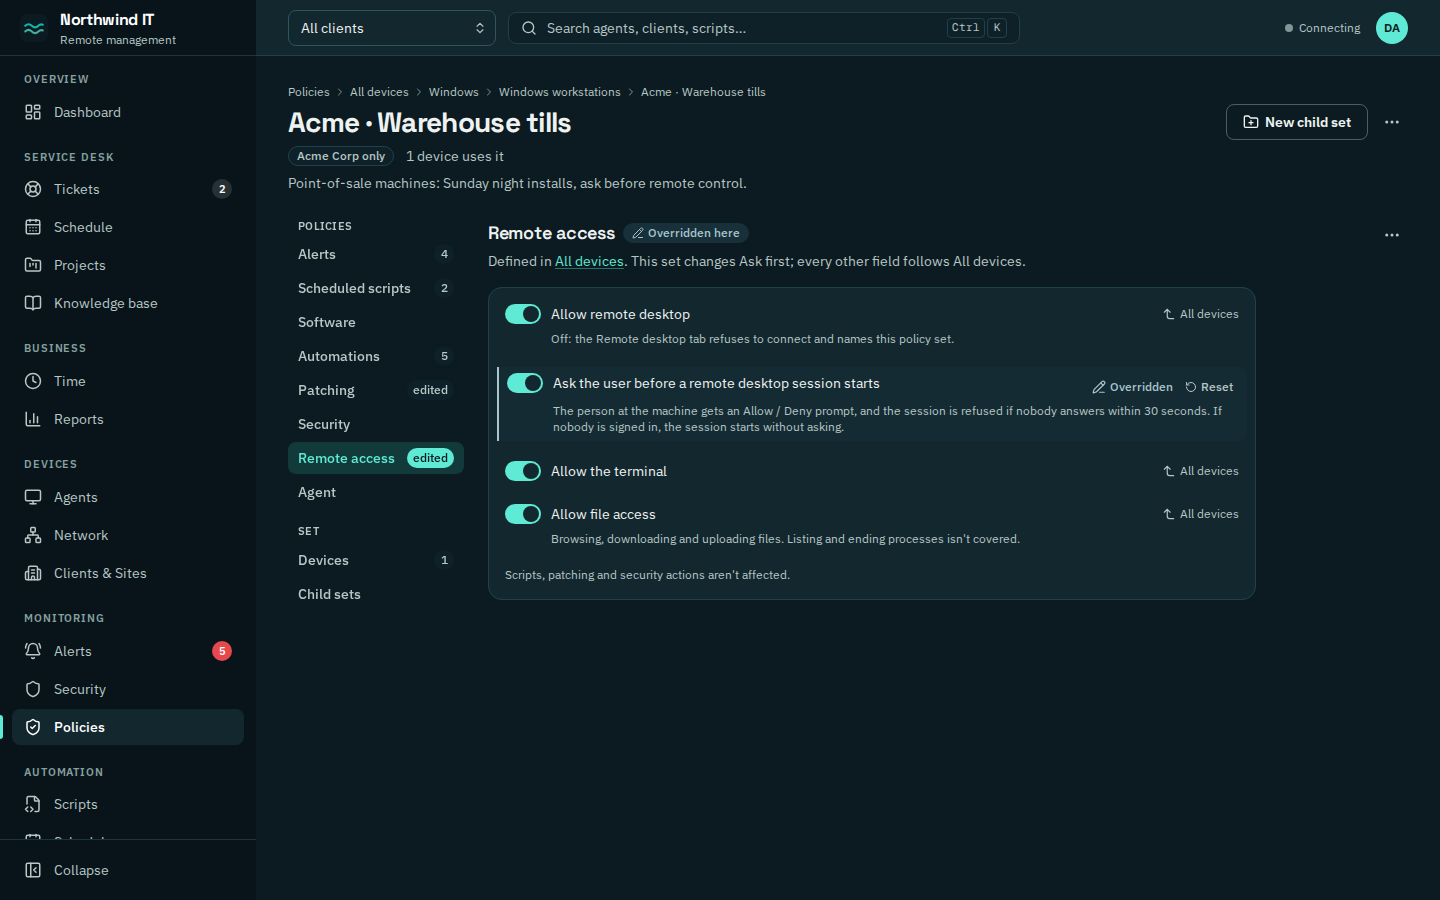 Northwind IT
Remote management
All clients
Search agents, clients, scripts...
Ctrl K
Connecting
DA
OVERVIEW
Dashboard
SERVICE DESK
Tickets 2
Schedule
Projects
Knowledge base
BUSINESS
Time
Reports
DEVICES
Agents
Network
Clients & Sites
MONITORING
Alerts 5
Security
Policies
AUTOMATION
Scripts
Collapse
Policies > All devices > Windows > Windows workstations > Acme · Warehouse tills
Acme · Warehouse tills
New child set
Acme Corp only
1 device uses it
Point-of-sale machines: Sunday night installs, ask before remote control.
POLICIES
Alerts 4
Scheduled scripts 2
Software
Automations 5
Patching edited
Security
Remote access edited
Agent
SET
Devices 1
Child sets
Remote access Overridden here
Defined in All devices. This set changes Ask first; every other field follows All devices.
Allow remote desktop All devices
Off: the Remote desktop tab refuses to connect and names this policy set.
Ask the user before a remote desktop session starts Overridden Reset
The person at the machine gets an Allow / Deny prompt, and the session is refused if nobody answers within 30 seconds. If
nobody is signed in, the session starts without asking.
Allow the terminal All devices
Allow file access All devices
Browsing, downloading and uploading files. Listing and ending processes isn't covered.
Scripts, patching and security actions aren't affected.